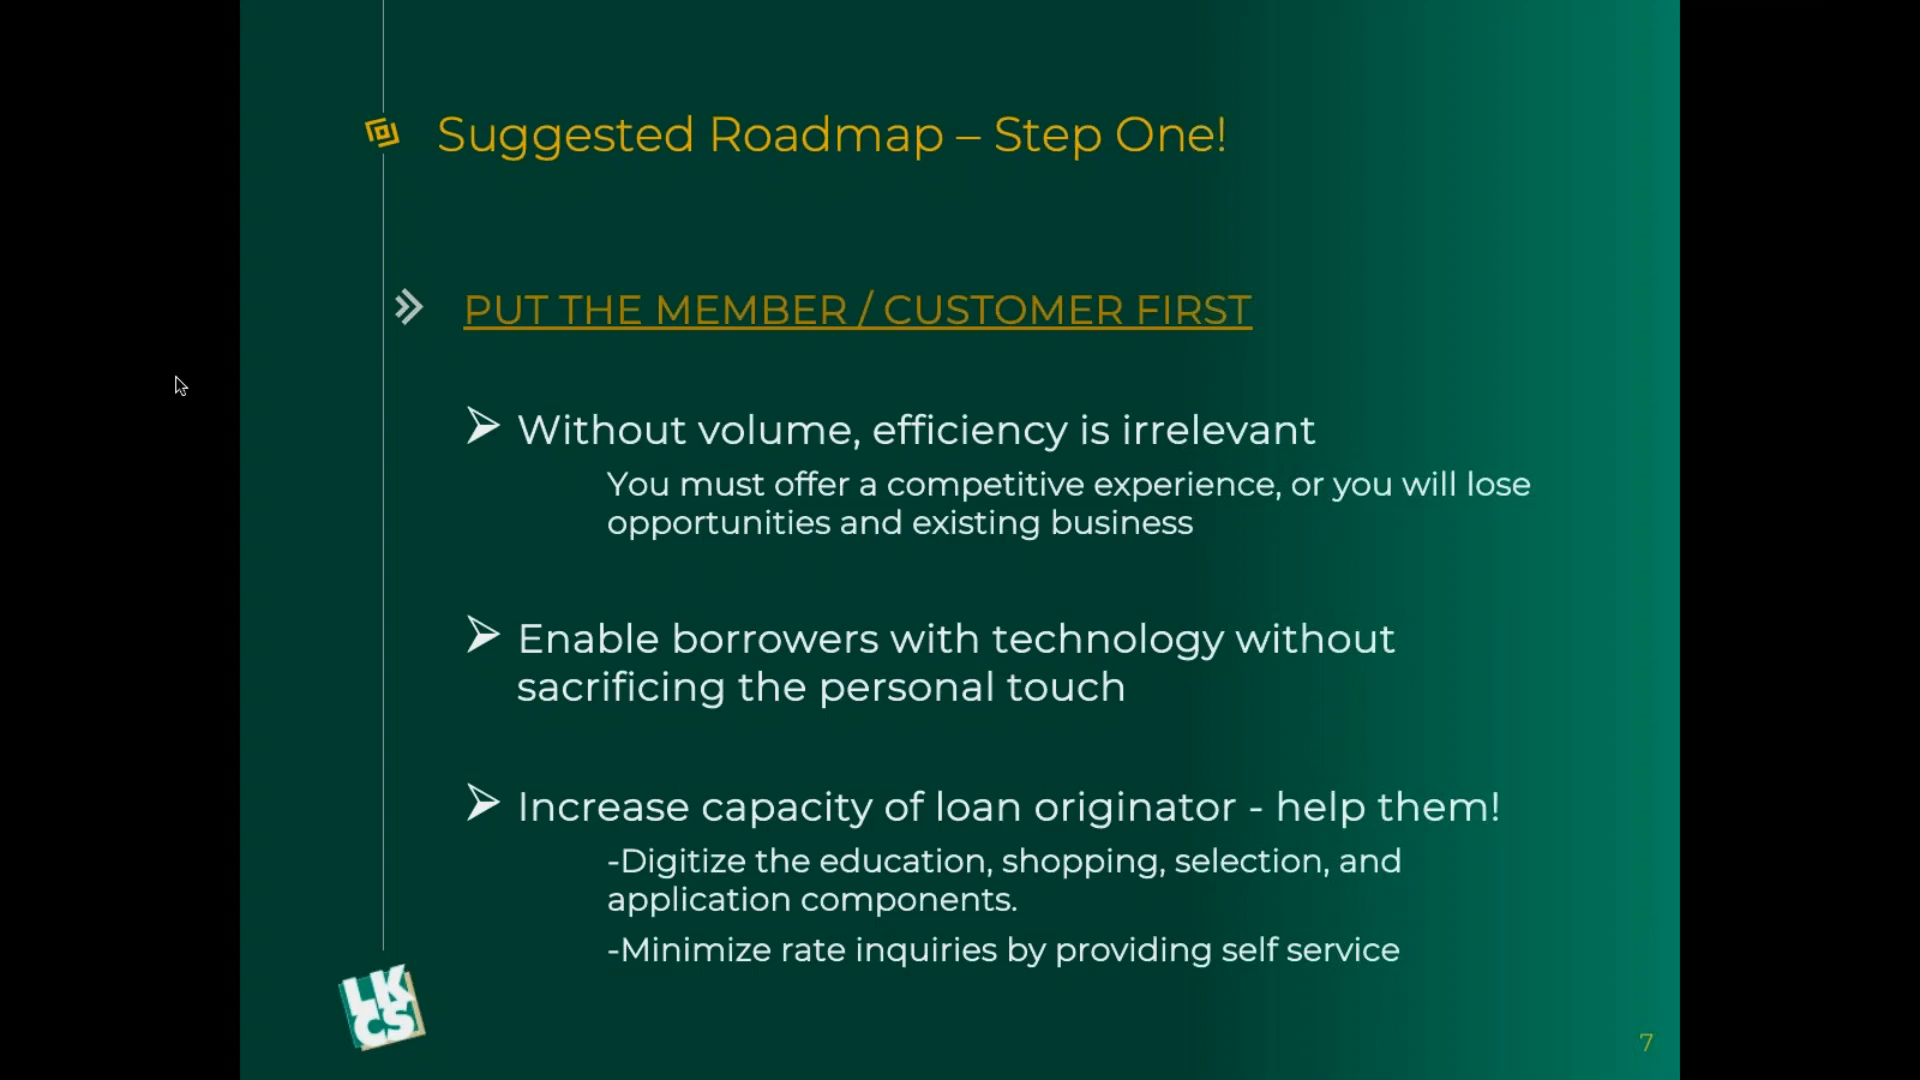 Suggested Roadmap – Step One!
PUT THE MEMBER / CUSTOMER FIRST
Without volume, efficiency is irrelevant
You must offer a competitive experience, or you will lose
opportunities and existing business
Enable borrowers with technology without
sacrificing the personal touch
Increase capacity of loan originator - help them!
-Digitize the education, shopping, selection, and
application components.
-Minimize rate inquiries by providing self service
LK
CS
7